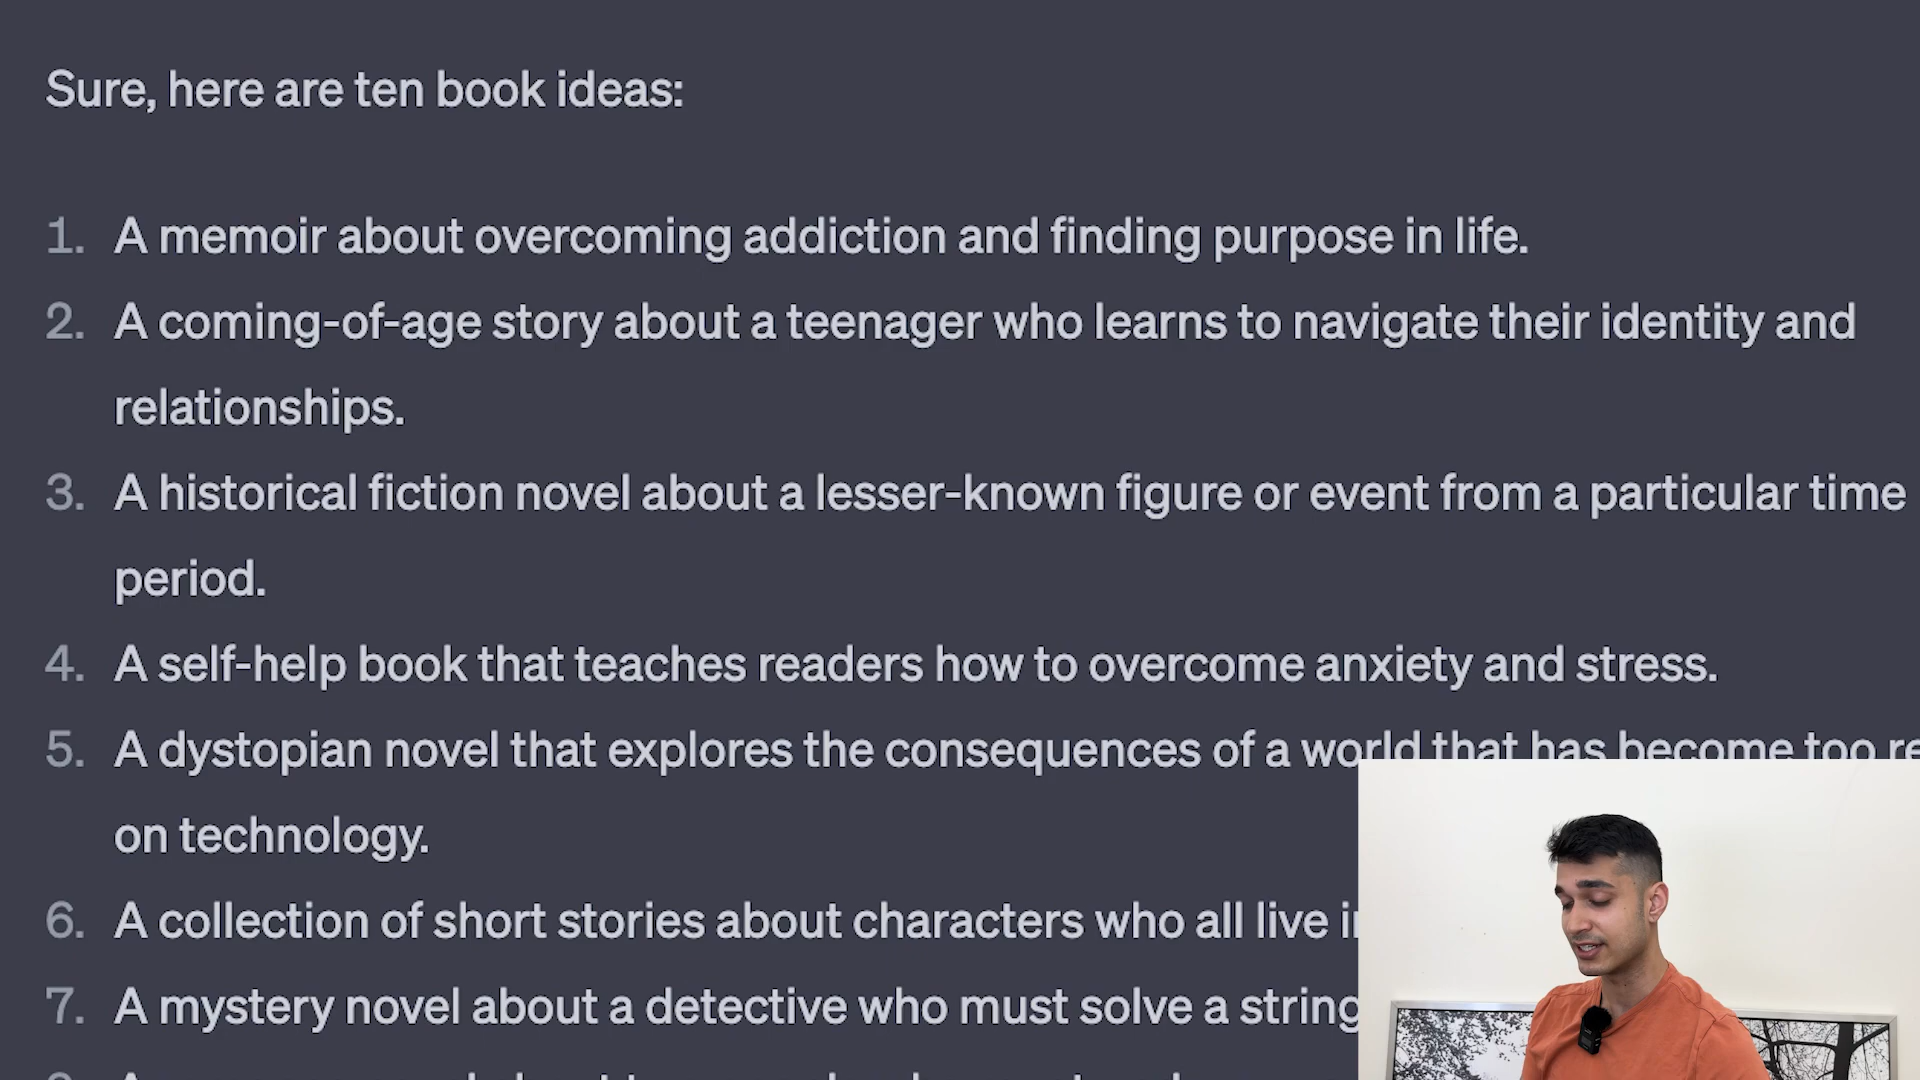 Sure, here are ten book ideas:
1. A memoir about overcoming addiction and finding purpose in life.
2. A coming-of-age story about a teenager who learns to navigate their identity and
relationships.
3. A historical fiction novel about a lesser-known figure or event from a particular time
period.
4. A self-help book that teaches readers how to overcome anxiety and stress.
5. A dystopian novel that explores the consequences of a world that has become too
on technology.
6. A collection of short stories about characters who all live
7. A mystery novel about a detective who must solve a string